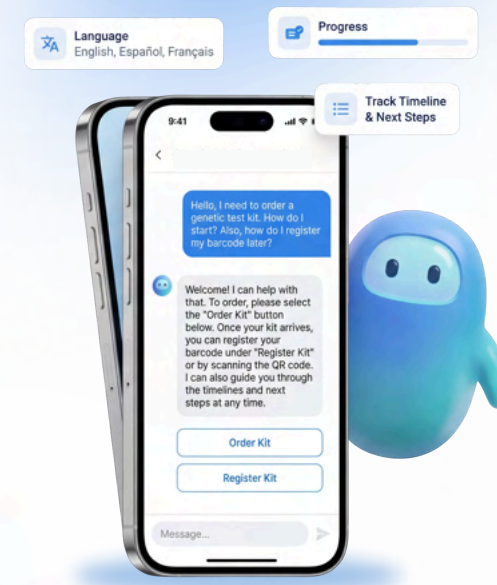 Language
English, Español, Français
Progress
Track Timeline
& Next Steps
9:41
Hello, I need to order a
genetic test kit. How do I
start? Also, how do I register
my barcode later?
Welcome! I can help with
that. To order, please select
the "Order Kit" button
below. Once your kit arrives,
you can register your
barcode under "Register Kit"
or by scanning the QR code.
I can also guide you through
the timelines and next
steps at any time.
Order Kit
Register Kit
Message...